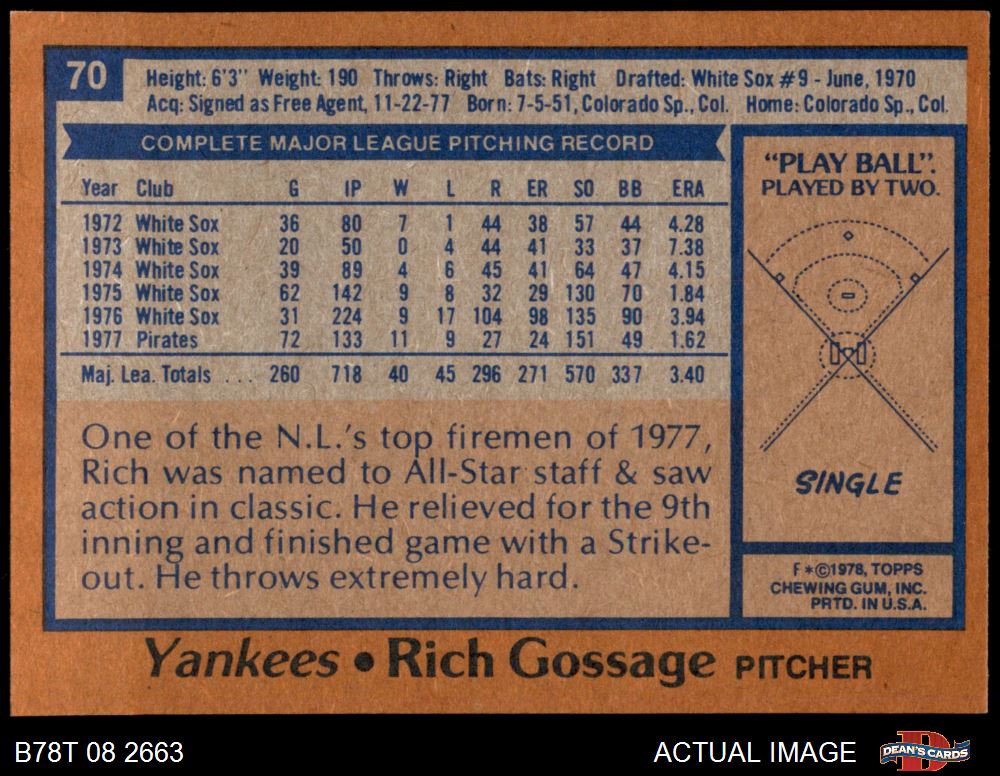 70
Height: 6'3" Weight: 190 Throws: Right Bats: Right Drafted: White Sox #9 - June, 1970
Acq: Signed as Free Agent, 11-22-77 Born: 7-5-51, Colorado Sp., Col. Home: Colorado Sp., Col.
COMPLETE MAJOR LEAGUE PITCHING RECORD
Year Club G IP W L R ER SO BB ERA
1972 White Sox 36 80 7 1 44 38 57 44 4.28
1973 White Sox 20 50 0 4 44 41 33 37 7.38
1974 White Sox 39 89 4 6 45 41 64 47 4.15
1975 White Sox 62 142 9 8 32 29 130 70 1.84
1976 White Sox 31 224 9 17 104 98 135 90 3.94
1977 Pirates 72 133 11 9 27 24 151 49 1.62
Maj. Lea. Totals ... 260 718 40 45 296 271 570 337 3.40
One of the N.L.'s top firemen of 1977,
Rich was named to All-Star staff & saw
action in classic. He relieved for the 9th
inning and finished game with a Strike-
out. He throws extremely hard.
"PLAY BALL".
PLAYED BY TWO.
SINGLE
F*©1978, TOPPS
CHEWING GUM, INC.
PRTD. IN U.S.A.
Yankees • Rich Gossage PITCHER
B78T 08 2663
ACTUAL IMAGE
DEAN'S CARDS